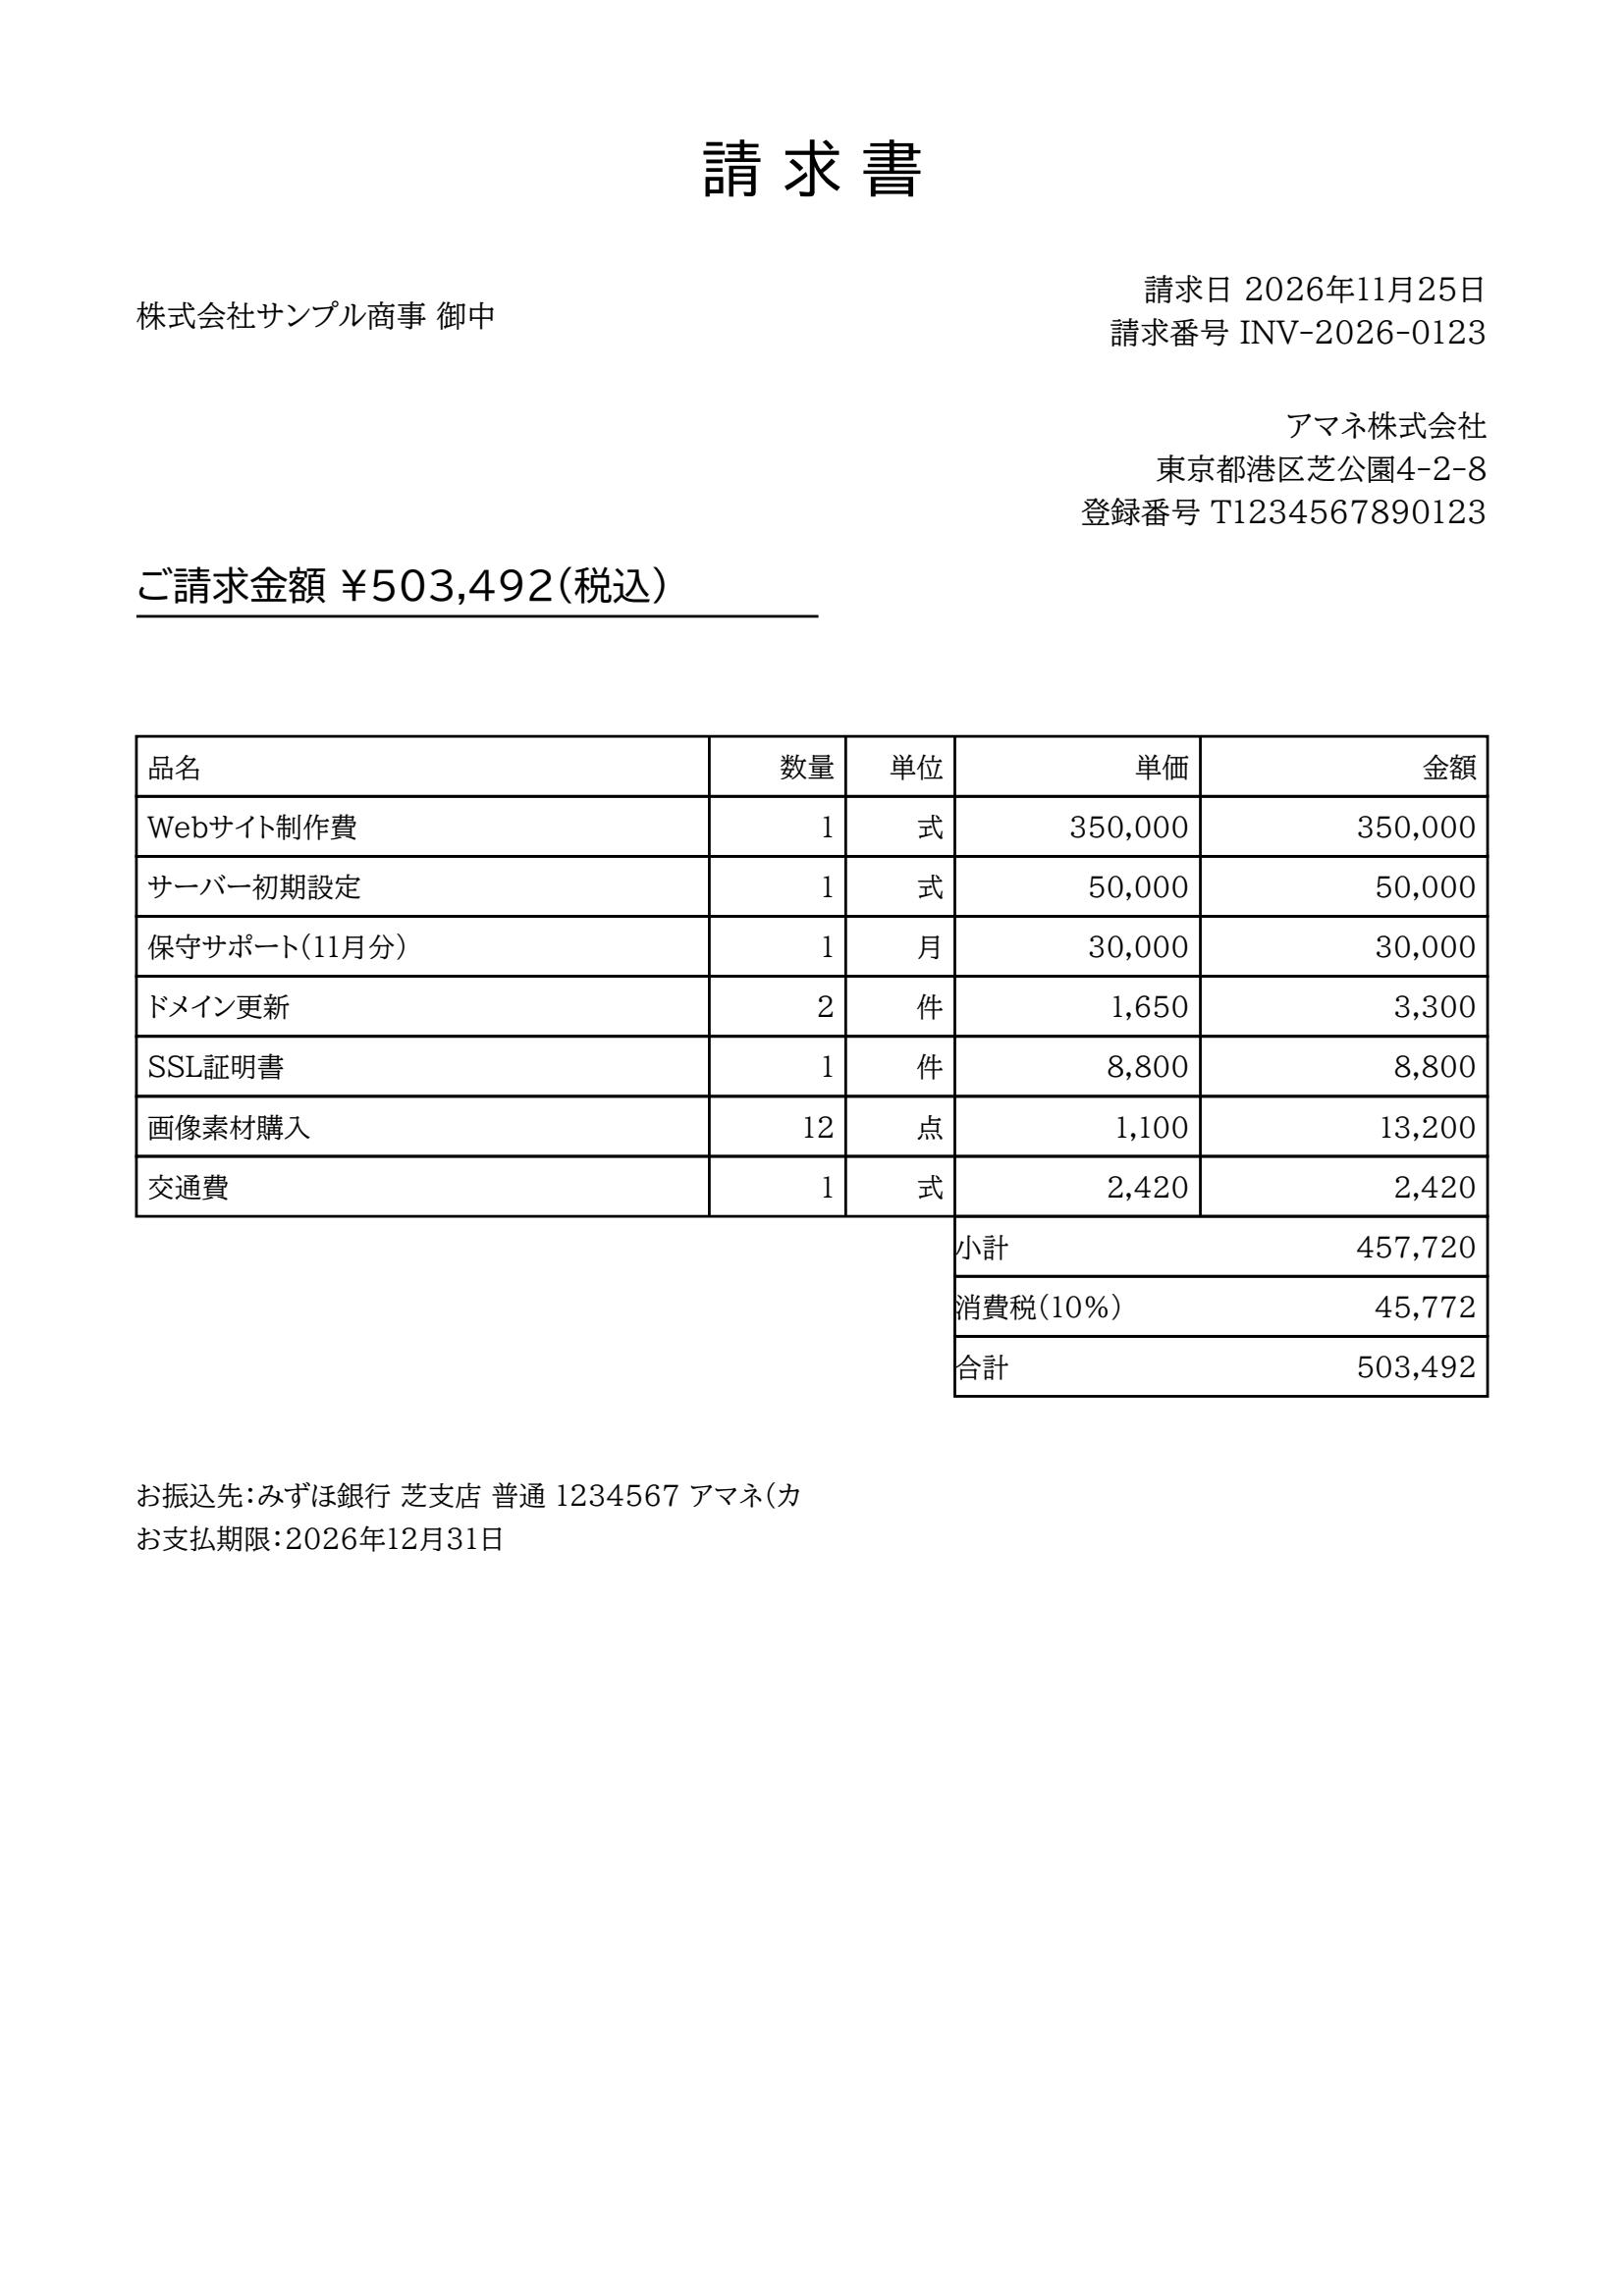 請求書
株式会社サンプル商事 御中
請求日 2026年11月25日
請求番号 INV-2026-0123
アマネ株式会社
東京都港区芝公園4-2-8
登録番号 T1234567890123
ご請求金額 ¥503,492(税込)
品名 数量 単位 単価 金額
Webサイト制作費 1 式 350,000 350,000
サーバー初期設定 1 式 50,000 50,000
保守サポート(11月分) 1 月 30,000 30,000
ドメイン更新 2 件 1,650 3,300
SSL証明書 1 件 8,800 8,800
画像素材購入 12 点 1,100 13,200
交通費 1 式 2,420 2,420
小計 457,720
消費税(10%) 45,772
合計 503,492
お振込先:みずほ銀行 芝支店 普通 1234567 アマネ(カ
お支払期限:2026年12月31日